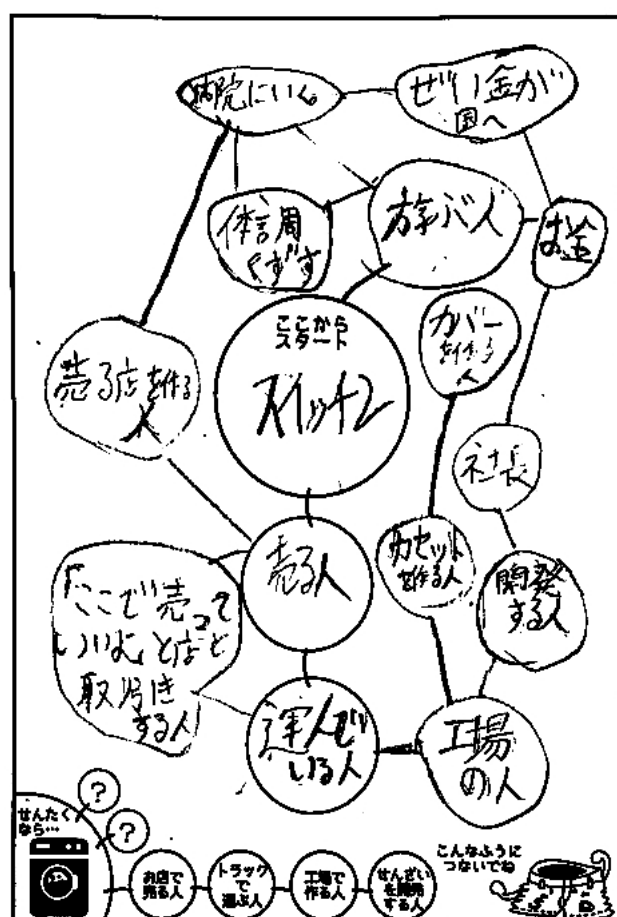 病院にいく
ぜい金が
国へ
体調
くずす
遊ぶ人
お金
ここから
スタート
スイッチ2
カバー
を作る
人
売る店を作る
人
社長
売る人
カセット
を作る人
開発
する人
「ここで売って
いいよ」と店と
取引き
する人
運んで
いる人
工場
の人
せんたく
なら…
?
?
お店で
売る人
トラック
で
運ぶ人
工場で
作る人
せんざい
を開発
する人
こんなふうに
つないでね